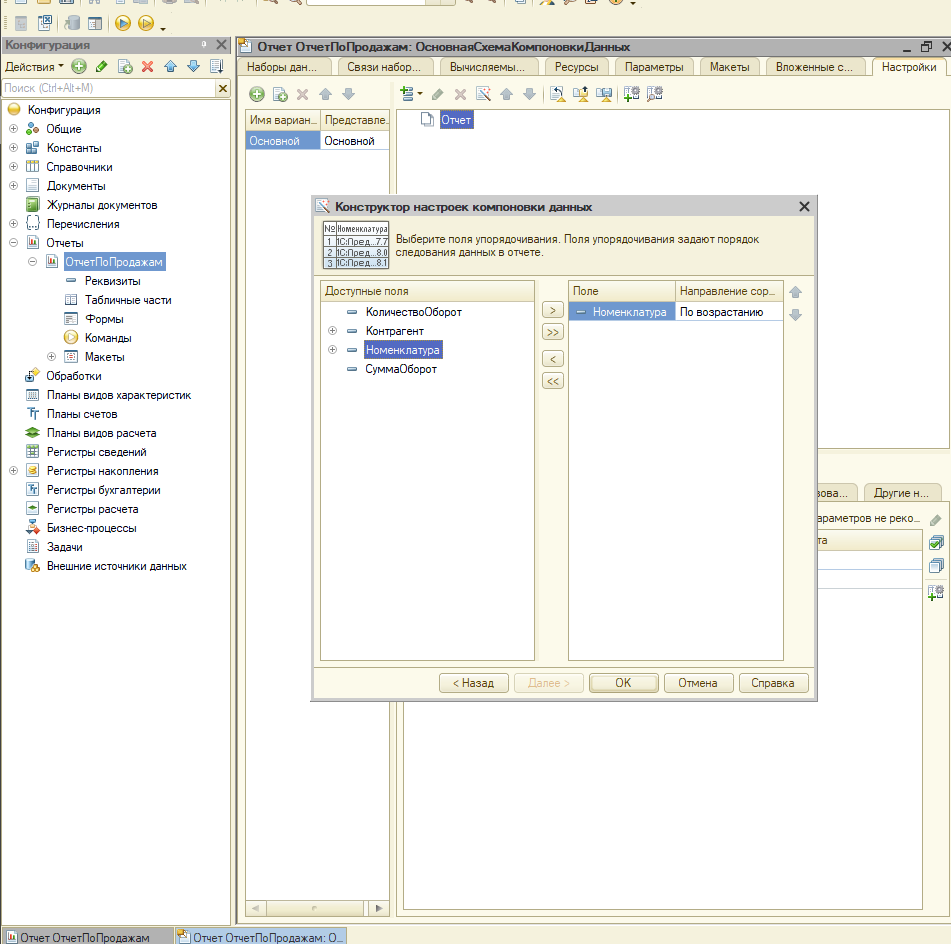 Конфигурация
Действия
Поиск (Ctrl+Alt+M)
Конфигурация
Общие
Константы
Справочники
Документы
Журналы документов
Перечисления
Отчеты
ОтчетПоПродажам
Реквизиты
Табличные части
Формы
Команды
Макеты
Обработки
Планы видов характеристик
Планы счетов
Планы видов расчета
Регистры сведений
Регистры накопления
Регистры бухгалтерии
Регистры расчета
Бизнес-процессы
Задачи
Внешние источники данных
Отчет ОтчетПоПродажам: ОсновнаяСхемаКомпоновкиДанных
Наборы дан... Связи набор... Вычисляемы... Ресурсы Параметры Макеты Вложенные с... Настройки
Имя вариан... Представле...
Основной Основной
Отчет
Конструктор настроек компоновки данных
№ Номенклатура
1 1С:Пред...7.7
2 1С:Пред...8.0
3 1С:Пред...8.1
Выберите поля упорядочивания. Поля упорядочивания задают порядок
следования данных в отчете.
Доступные поля
КоличествоОборот
Контрагент
Номенклатура
СуммаОборот
>
>>
<
<<
Поле Направление сор...
Номенклатура По возрастанию
< Назад Далее > OK Отмена Справка
зова... Другие н...
араметров не реко...
та
Отчет ОтчетПоПродажам Отчет ОтчетПоПродажам: О...